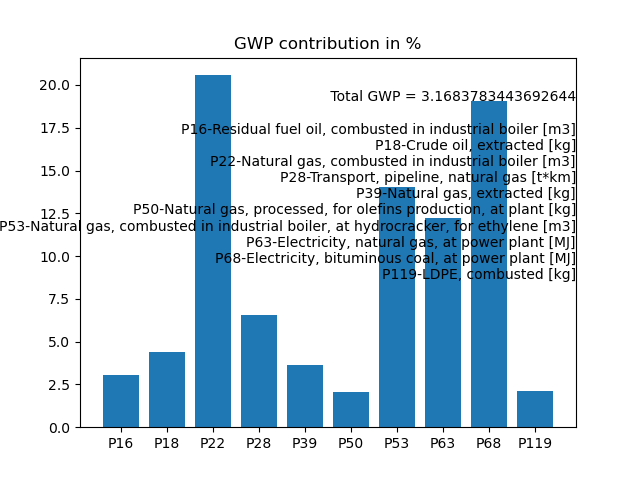 GWP contribution in %
20.0
17.5
15.0
12.5
10.0
7.5
5.0
2.5
0.0
Total GWP = 3.1683783443692644
P16-Residual fuel oil, combusted in industrial boiler [m3]
P18-Crude oil, extracted [kg]
P22-Natural gas, combusted in industrial boiler [m3]
P28-Transport, pipeline, natural gas [t*km]
P39-Natural gas, extracted [kg]
P50-Natural gas, processed, for olefins production, at plant [kg]
P53-Natural gas, combusted in industrial boiler, at hydrocracker, for ethylene [m3]
P63-Electricity, natural gas, at power plant [MJ]
P68-Electricity, bituminous coal, at power plant [MJ]
P119-LDPE, combusted [kg]
P16 P18 P22 P28 P39 P50 P53 P63 P68 P119